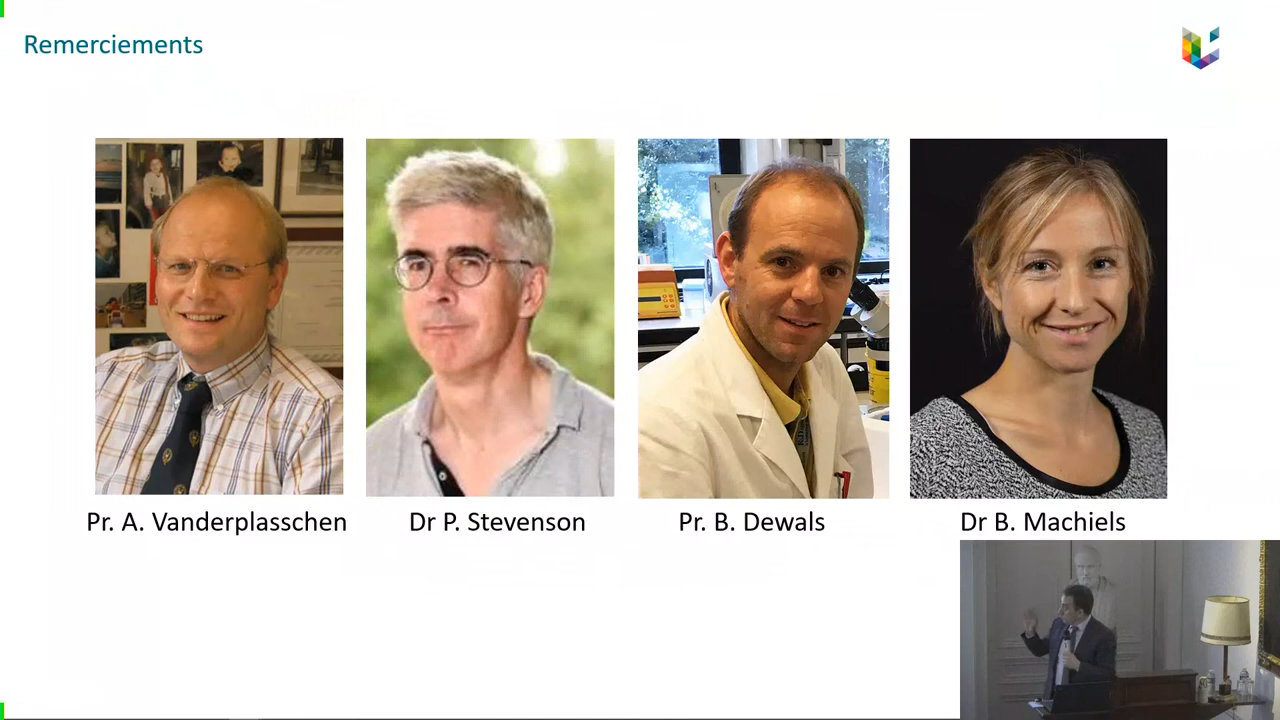 Remerciements
Pr. A. Vanderplasschen
Dr P. Stevenson
Pr. B. Dewals
Dr B. Machiels